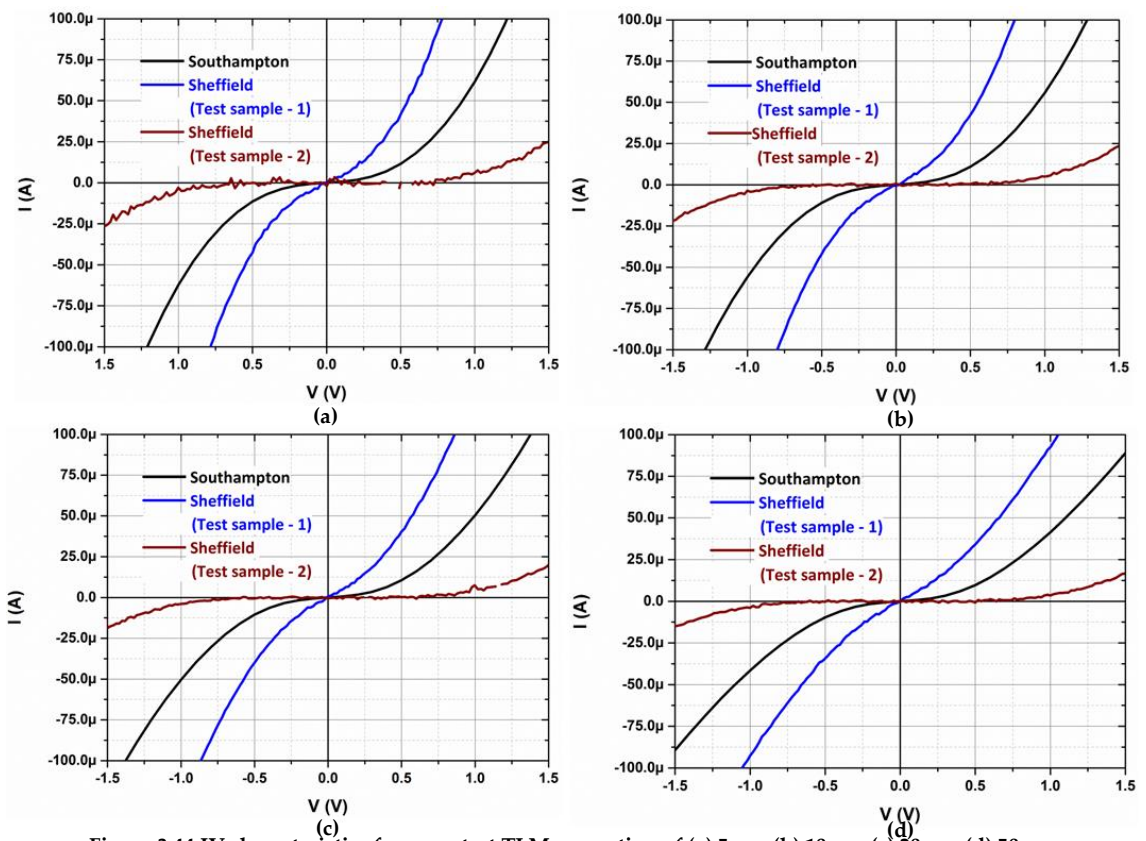 100.0µ
75.0µ
50.0µ
25.0µ
0.0
-25.0µ
-50.0µ
-75.0µ
-100.0µ
I (A)
Southampton
Sheffield
(Test sample - 1)
Sheffield
(Test sample - 2)
1.5 1.0 0.5 0.0 0.5 1.0 1.5
V (V)
(a)
100.0µ
75.0µ
50.0µ
25.0µ
0.0
-25.0µ
-50.0µ
-75.0µ
-100.0µ
I (A)
Southampton
Sheffield
(Test sample - 1)
Sheffield
(Test sample - 2)
-1.5 -1.0 -0.5 0.0 0.5 1.0 1.5
V (V)
(b)
100.0µ
75.0µ
50.0µ
25.0µ
0.0
-25.0µ
-50.0µ
-75.0µ
-100.0µ
I (A)
Southampton
Sheffield
(Test sample - 1)
Sheffield
(Test sample - 2)
-1.5 -1.0 -0.5 0.0 0.5 1.0 1.5
V (V)
(c)
100.0µ
75.0µ
50.0µ
25.0µ
0.0
-25.0µ
-50.0µ
-75.0µ
-100.0µ
I (A)
Southampton
Sheffield
(Test sample - 1)
Sheffield
(Test sample - 2)
-1.5 -1.0 -0.5 0.0 0.5 1.0 1.5
V (V)
(d)